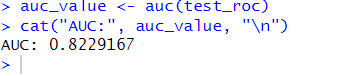 > auc_value <- auc(test_roc)
> cat("AUC:", auc_value, "\n")
AUC: 0.8229167
>